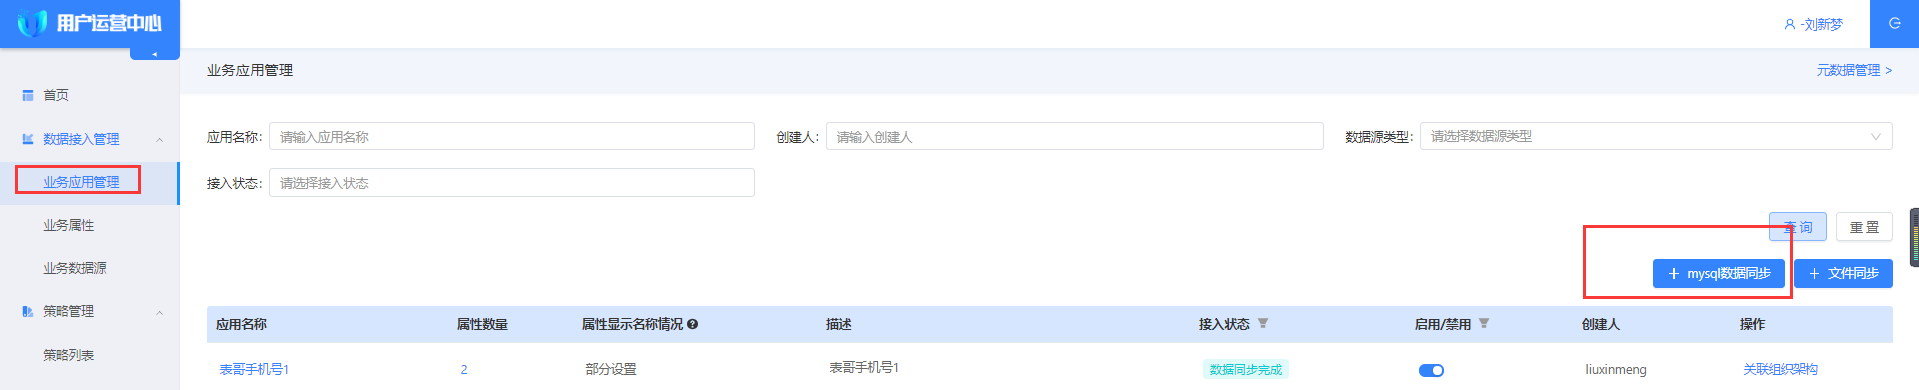 用户运营中心
-刘新梦
业务应用管理
元数据管理 >
首页
数据接入管理
业务应用管理
业务属性
业务数据源
策略管理
策略列表
应用名称: 请输入应用名称
创建人: 请输入创建人
数据源类型: 请选择数据源类型
接入状态: 请选择接入状态
查 询
重 置
+ mysql数据同步
+ 文件同步
应用名称 属性数量 属性显示名称情况 描述 接入状态 启用/禁用 创建人 操作
表哥手机号1 2 部分设置 表哥手机号1 数据同步完成 liuxinmeng 关联组织架构